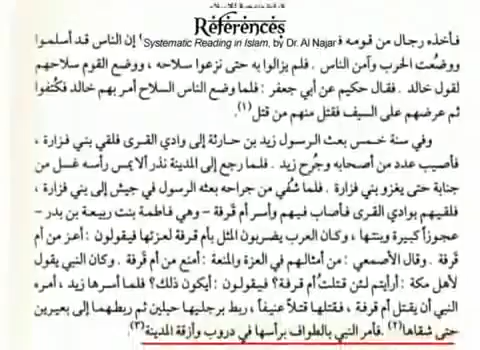 References
Systematic Reading in Islam, by Dr. Al Najar
فأخذه رجال من قومه إن الناس قد أسلموا
ووضعت الحرب وآمن الناس . فلم يزالوا به حتى نزعوا سلاحه ، ووضع القوم سلاحهم
لقول خالد . فقال حكيم عن أبي جعفر : فلما وضع الناس السلاح أمر بهم خالد فكُتفوا
ثم عرضهم على السيف فقتل منهم من قتل(١).
وفي سنة خمس بعث الرسول زيد بن حارثة إلى وادي القرى فلقي بني فزارة ،
فأصيب عدد من أصحابه وجُرح زيد . فلما رجع إلى المدينة نذر ألا يمس رأسه غسل من
جنابة حتى يغزو بني فزارة . فلما شُفي من جراحه بعثه الرسول في جيش إلى بني فزارة ،
فلقيهم بوادي القرى فأصاب فيهم وأسر أم قرفة - وهي فاطمة بنت ربيعة بن بدر -
عجوزاً كبيرة وبنتها ، وكان العرب يضربون المثل بأم قرفة لعزتها فيقولون : أعز من أم
قرفة . وقال الأصمعي : من أمثالهم في العزة والمنعة : أمنع من أم قرفة . وكان النبي يقول
لأهل مكة : أرأيتم لئن قتلتُ أم قرفة؟ فيقولون : أيكون ذلك؟ فلما أسرها زيد ، أمره
النبي أن يقتل أم قرفة ، فقتلها قتلاً عنيفاً ، ربط برجليها حبلين ثم ربطهما إلى بعيرين
حتى شقاها(٢) . فأمر النبي بالطواف برأسها في دروب وأزقة المدينة(٣)